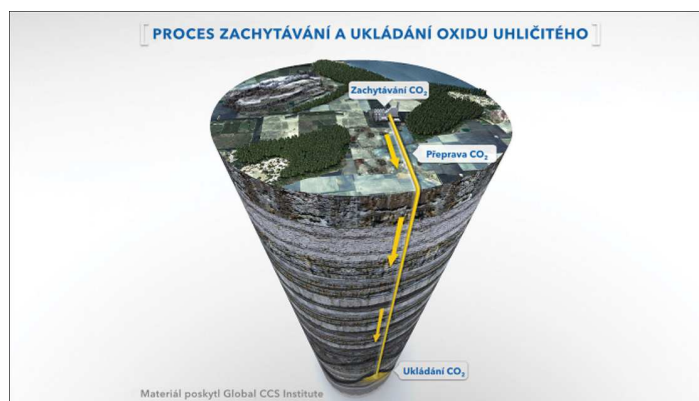 PROCES ZACHYTÁVÁNÍ A UKLÁDÁNÍ OXIDU UHLIČITÉHO
Zachytávání CO₂
Přeprava CO₂
Ukládání CO₂
Materiál poskytl Global CCS Institute